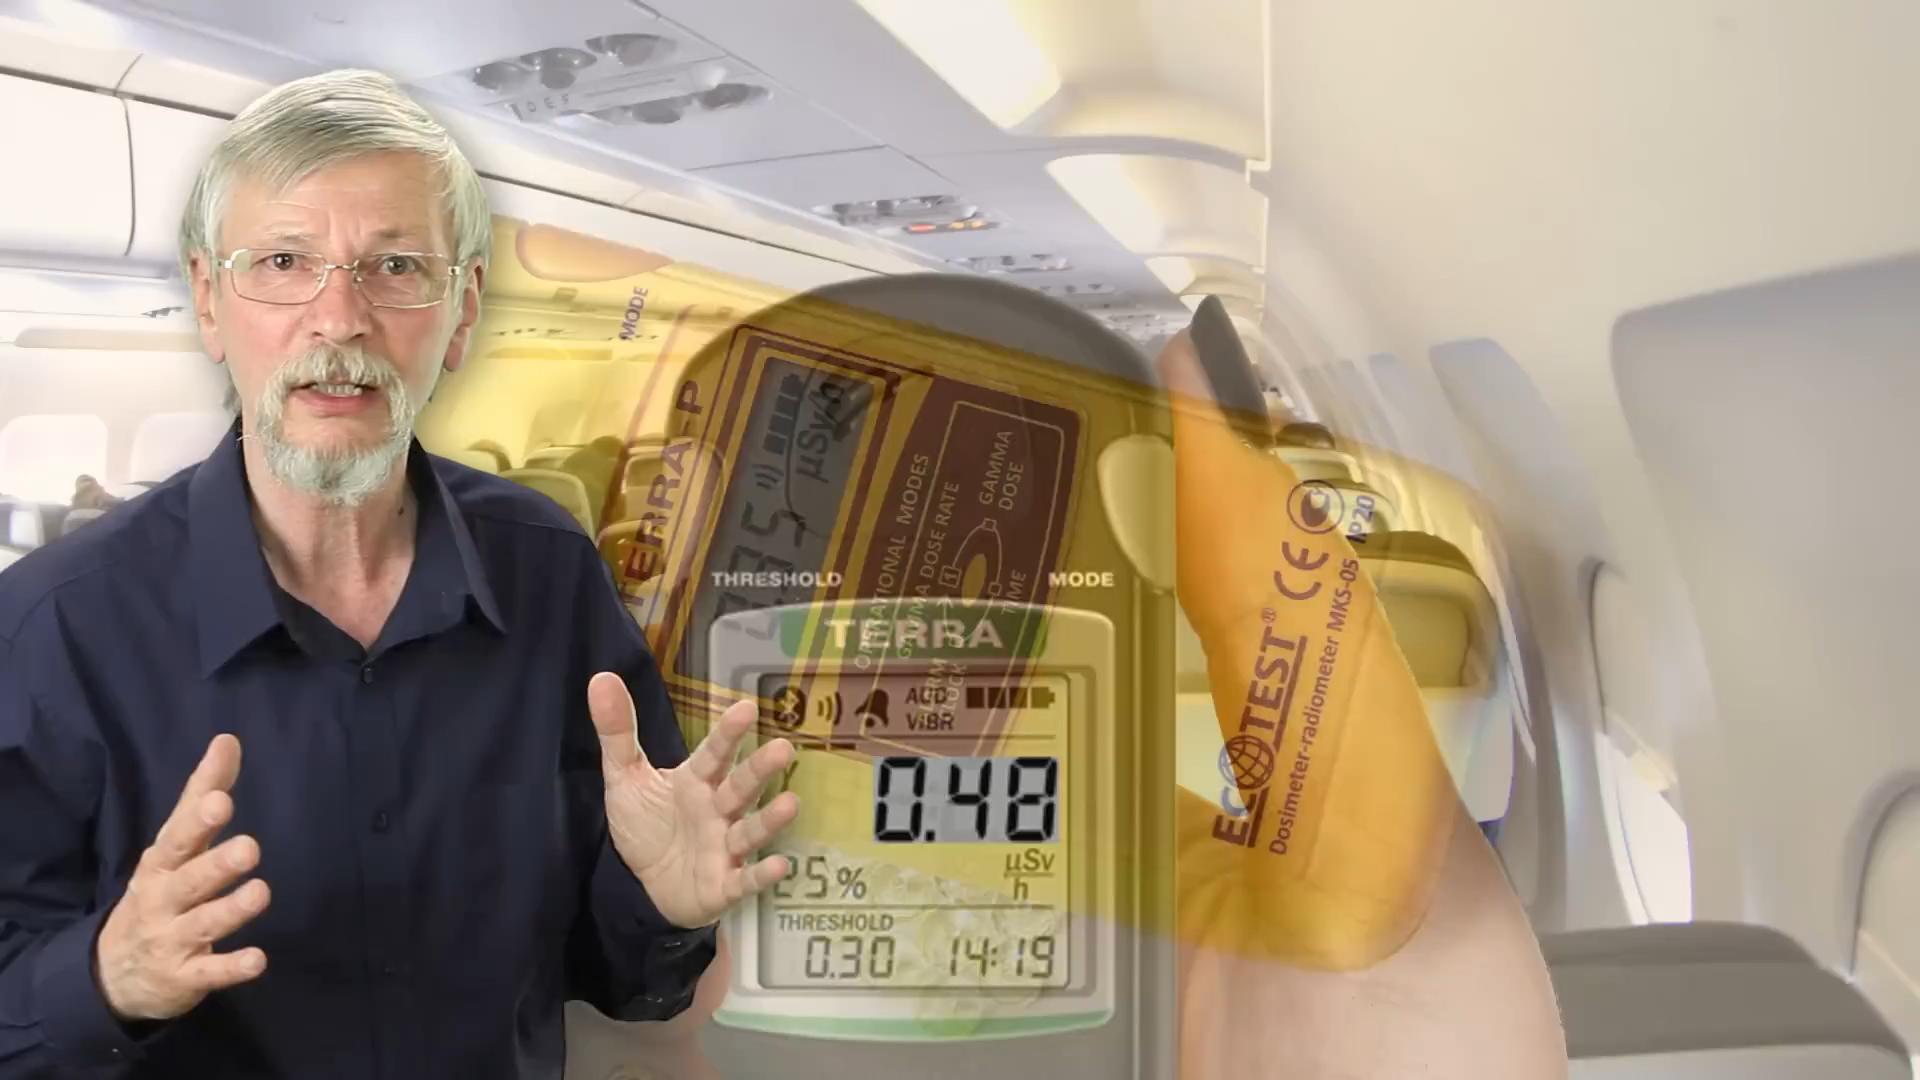 MODE
TERRA-P
µSv/h
OPERATIONAL MODES
GAMMA DOSE RATE
GAMMA
DOSE
TIME
THRESHOLD
MODE
TERRA
VIBR
0.48
25%
µSv
h
THRESHOLD
0.30
14:19
ECOTEST®
CE
IP20
Dosimeter-radiometer MKS-05